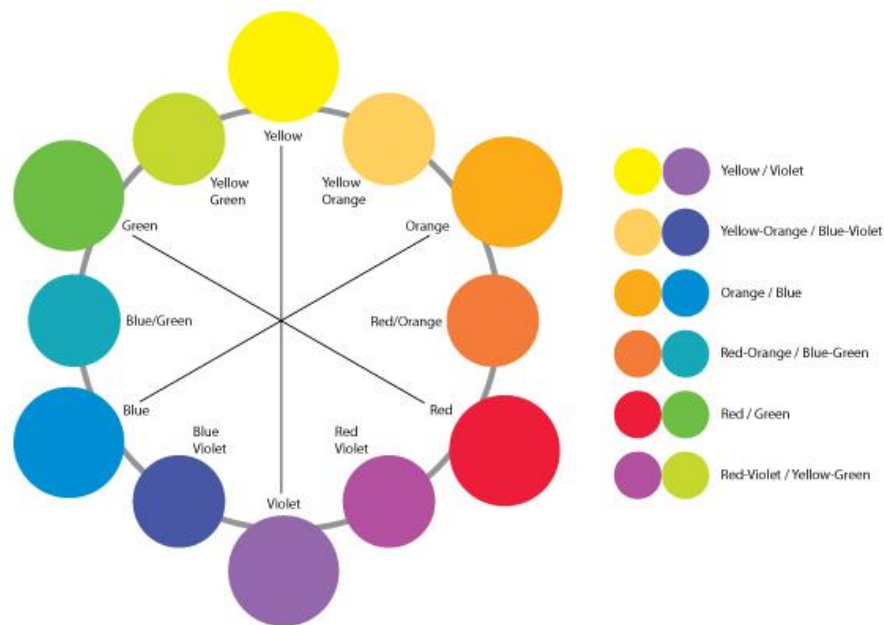 Yellow
Yellow
Green
Yellow
Orange
Green
Orange
Blue/Green
Red/Orange
Blue
Red
Blue
Violet
Red
Violet
Violet
Yellow / Violet
Yellow-Orange / Blue-Violet
Orange / Blue
Red-Orange / Blue-Green
Red / Green
Red-Violet / Yellow-Green